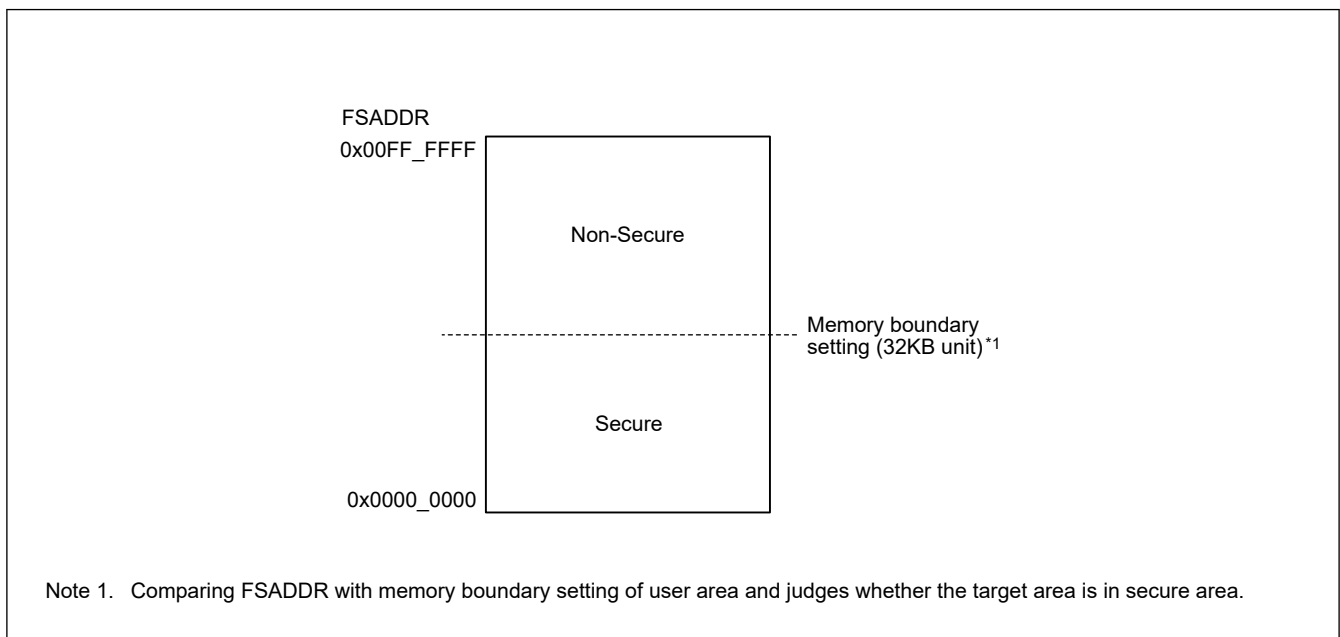 FSADDR
0x00FF_FFFF
Non-Secure
Memory boundary
setting (32KB unit)*1
Secure
0x0000_0000
Note 1. Comparing FSADDR with memory boundary setting of user area and judges whether the target area is in secure area.